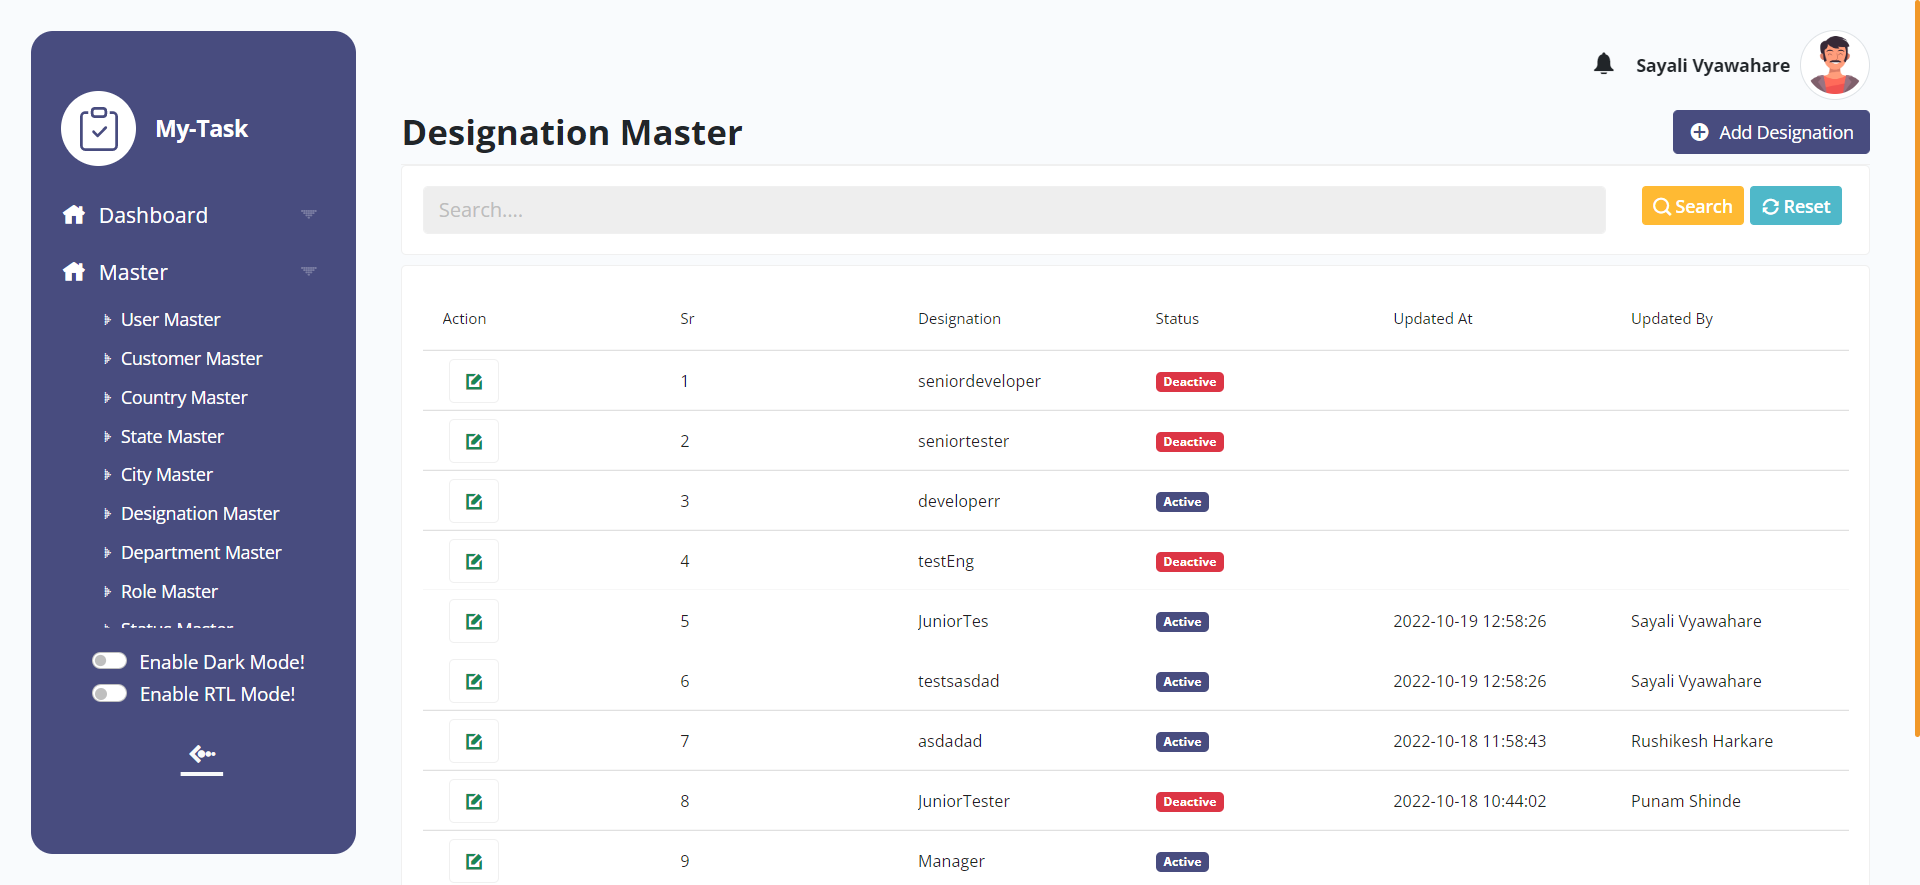 My-Task
Dashboard
Master
User Master
Customer Master
Country Master
State Master
City Master
Designation Master
Department Master
Role Master
Status Master
Enable Dark Mode!
Enable RTL Mode!
Sayali Vyawahare
Designation Master
Add Designation
Search....
Search
Reset
Action Sr Designation Status Updated At Updated By
1 seniordeveloper Deactive
2 seniortester Deactive
3 developerr Active
4 testEng Deactive
5 JuniorTes Active 2022-10-19 12:58:26 Sayali Vyawahare
6 testsasdad Active 2022-10-19 12:58:26 Sayali Vyawahare
7 asdadad Active 2022-10-18 11:58:43 Rushikesh Harkare
8 JuniorTester Deactive 2022-10-18 10:44:02 Punam Shinde
9 Manager Active